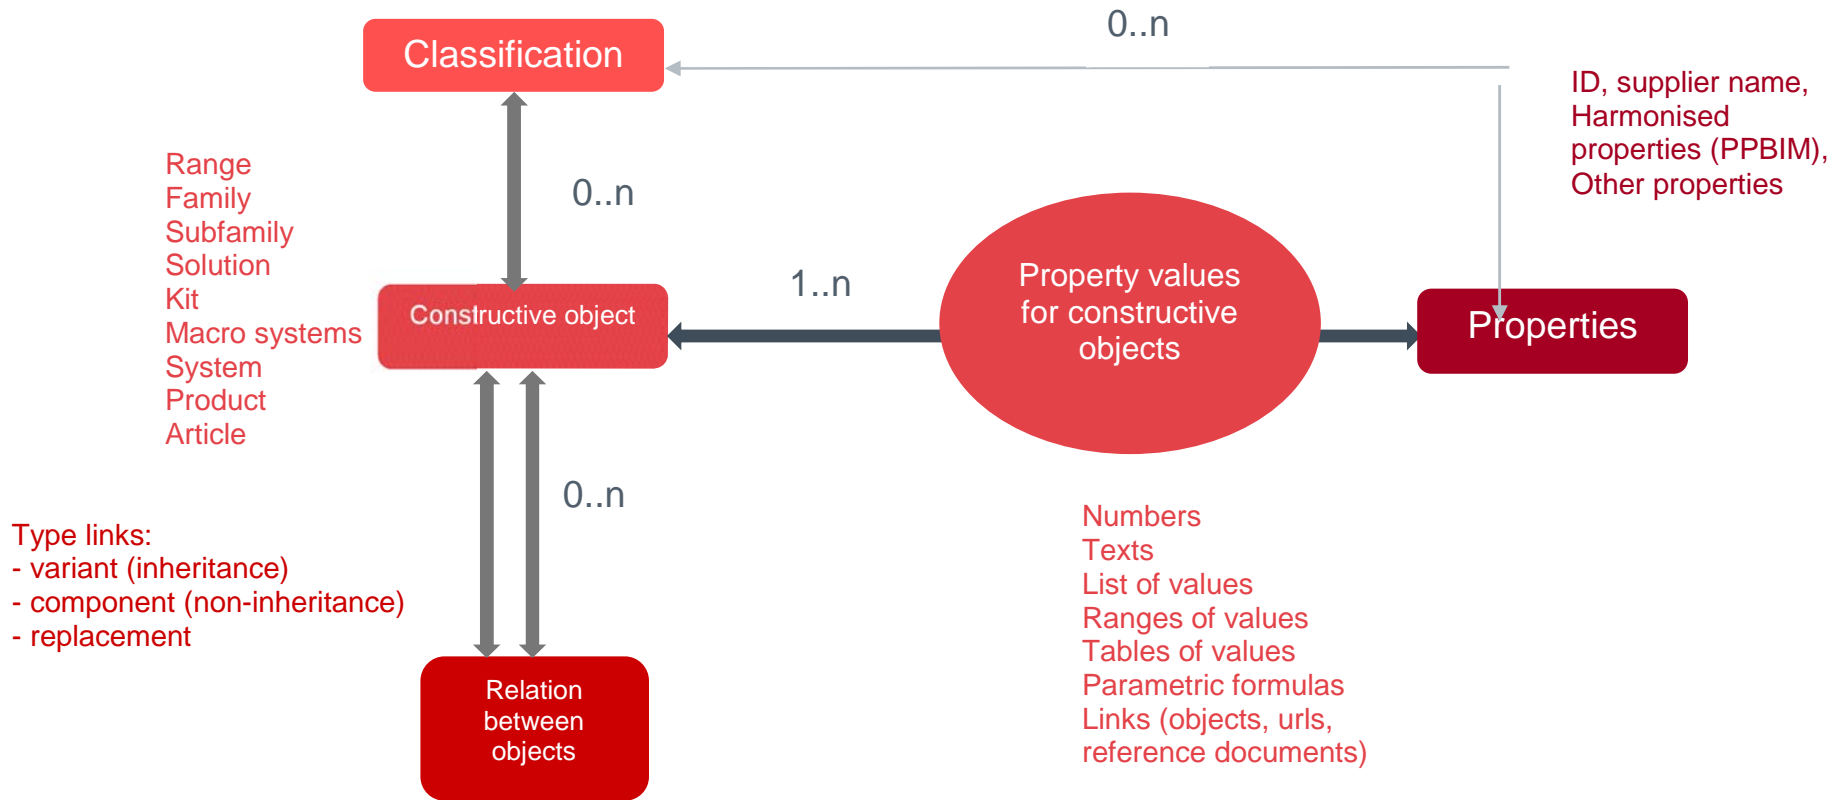 0..n
Classification
ID, supplier name,
Harmonised
properties (PPBIM),
Other properties
Range
Family
Subfamily
Solution
Kit
Macro systems
System
Product
Article
0..n
Constructive object
1..n
Property values
for constructive
objects
Properties
0..n
Type links:
- variant (inheritance)
- component (non-inheritance)
- replacement
Numbers
Texts
List of values
Ranges of values
Tables of values
Parametric formulas
Links (objects, urls,
reference documents)
Relation
between
objects